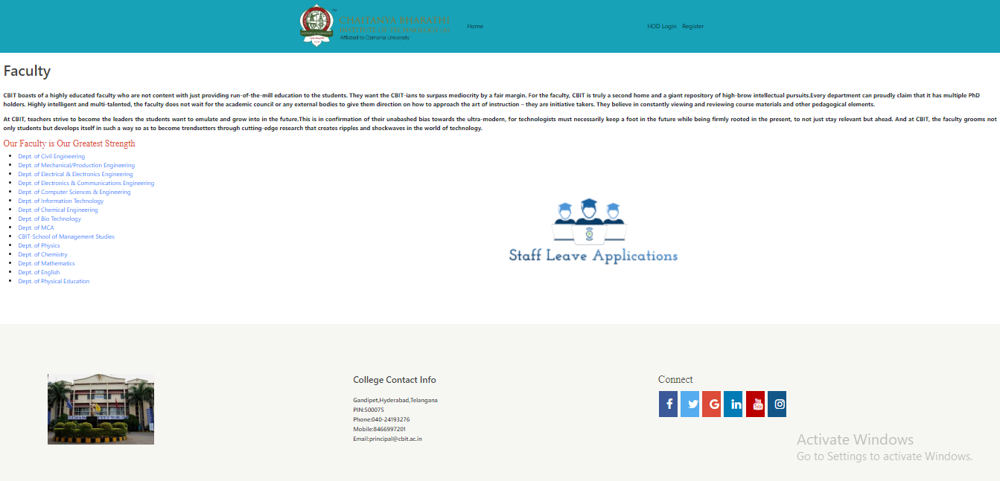 TM
CHAITANYA BHARATHI
INSTITUTE OF TECHNOLOGY
Affliated to Osmania University
Home
HOD Login Register
Faculty
CBIT boasts of a highly educated faculty who are not content with just providing run-of-the-mill education to the students. They want the CBIT-ians to surpass mediocrity by a fair margin. For the faculty, CBIT is truly a second home and a giant repository of high-brow intellectual pursuits.Every department can proudly claim that it has multiple PhD
holders. Highly intelligent and multi-talented, the faculty does not wait for the academic council or any external bodies to give them direction on how to approach the art of instruction – they are initiative takers. They believe in constantly viewing and reviewing course materials and other pedagogical elements.
At CBIT, teachers strive to become the leaders the students want to emulate and grow into in the future.This is in confirmation of their unabashed bias towards the ultra-modern, for technologists must necessarily keep a foot in the future while being firmly rooted in the present, to not just stay relevant but ahead. And at CBIT, the faculty grooms not
only students but develops itself in such a way so as to become trendsetters through cutting-edge research that creates ripples and shockwaves in the world of technology.
Our Faculty is Our Greatest Strength
Dept. of Civil Engineering
Dept. of Mechanical/Production Engineering
Dept. of Electrical & Electronics Engineering
Dept. of Electronics & Communications Engineering
Dept. of Computer Sciences & Engineering
Dept. of Information Technology
Dept. of Chemical Engineering
Dept. of Bio Technology
Dept. of MCA
CBIT-School of Management Studies
Dept. of Physics
Dept. of Chemistry
Dept. of Mathematics
Dept. of English
Dept. of Physical Education
Staff Leave Applications
College Contact Info
Gandipet,Hyderabad,Telangana
PIN:500075
Phone:040-24193276
Mobile:8466997201
Email:principal@cbit.ac.in
Connect
You Tube
Activate Windows
Go to Settings to activate Windows.